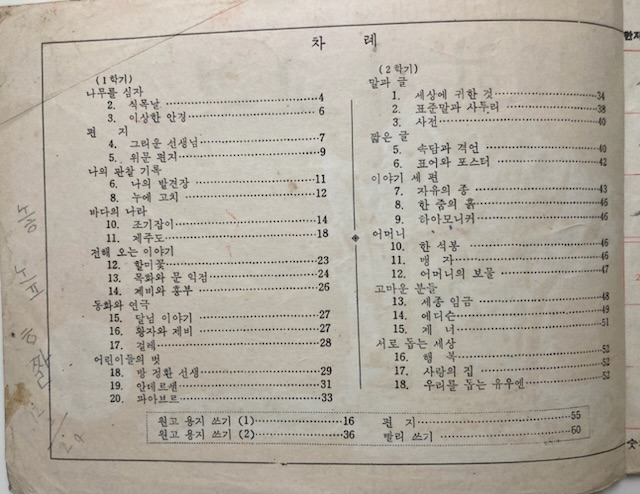 차 례
(1학기)
나무를 심자
2. 식목날 4
3. 이상한 안경 6
편 지
4. 그리운 선생님 7
5. 위문 편지 9
나의 관찰 기록
6. 나의 발견장 11
8. 누에 고치 12
바다의 나라
10. 조기잡이 14
11. 제주도 18
전해 오는 이야기
12. 할미꽃 23
13. 목화와 문 익점 24
14. 제비와 흥부 26
동화와 연극
15. 달님 이야기 27
16. 왕자와 제비 27
17. 걸레 28
어린이들의 벗
18. 방 정환 선생 29
19. 안데르센 31
20. 파아브르 33
(2학기)
말과 글
1. 세상에 귀한 것 34
2. 표준말과 사투리 38
3. 사전 40
짧은 글
5. 속담과 격언 40
6. 표어와 포스터 42
이야기 세 편
7. 자유의 종 43
8. 한 줌의 흙 46
9. 하아모니커 46
어머니
10. 한 석봉 46
11. 맹 자 46
12. 어머니의 보물 47
고마운 분들
13. 세종 임금 48
14. 에디슨 49
15. 제 너 51
서로 돕는 세상
16. 행 복 52
17. 사랑의 집 52
18. 우리를 돕는 유우엔 52
원고 용지 쓰기 (1) 16
원고 용지 쓰기 (2) 36
편 지 55
빨리 쓰기 60